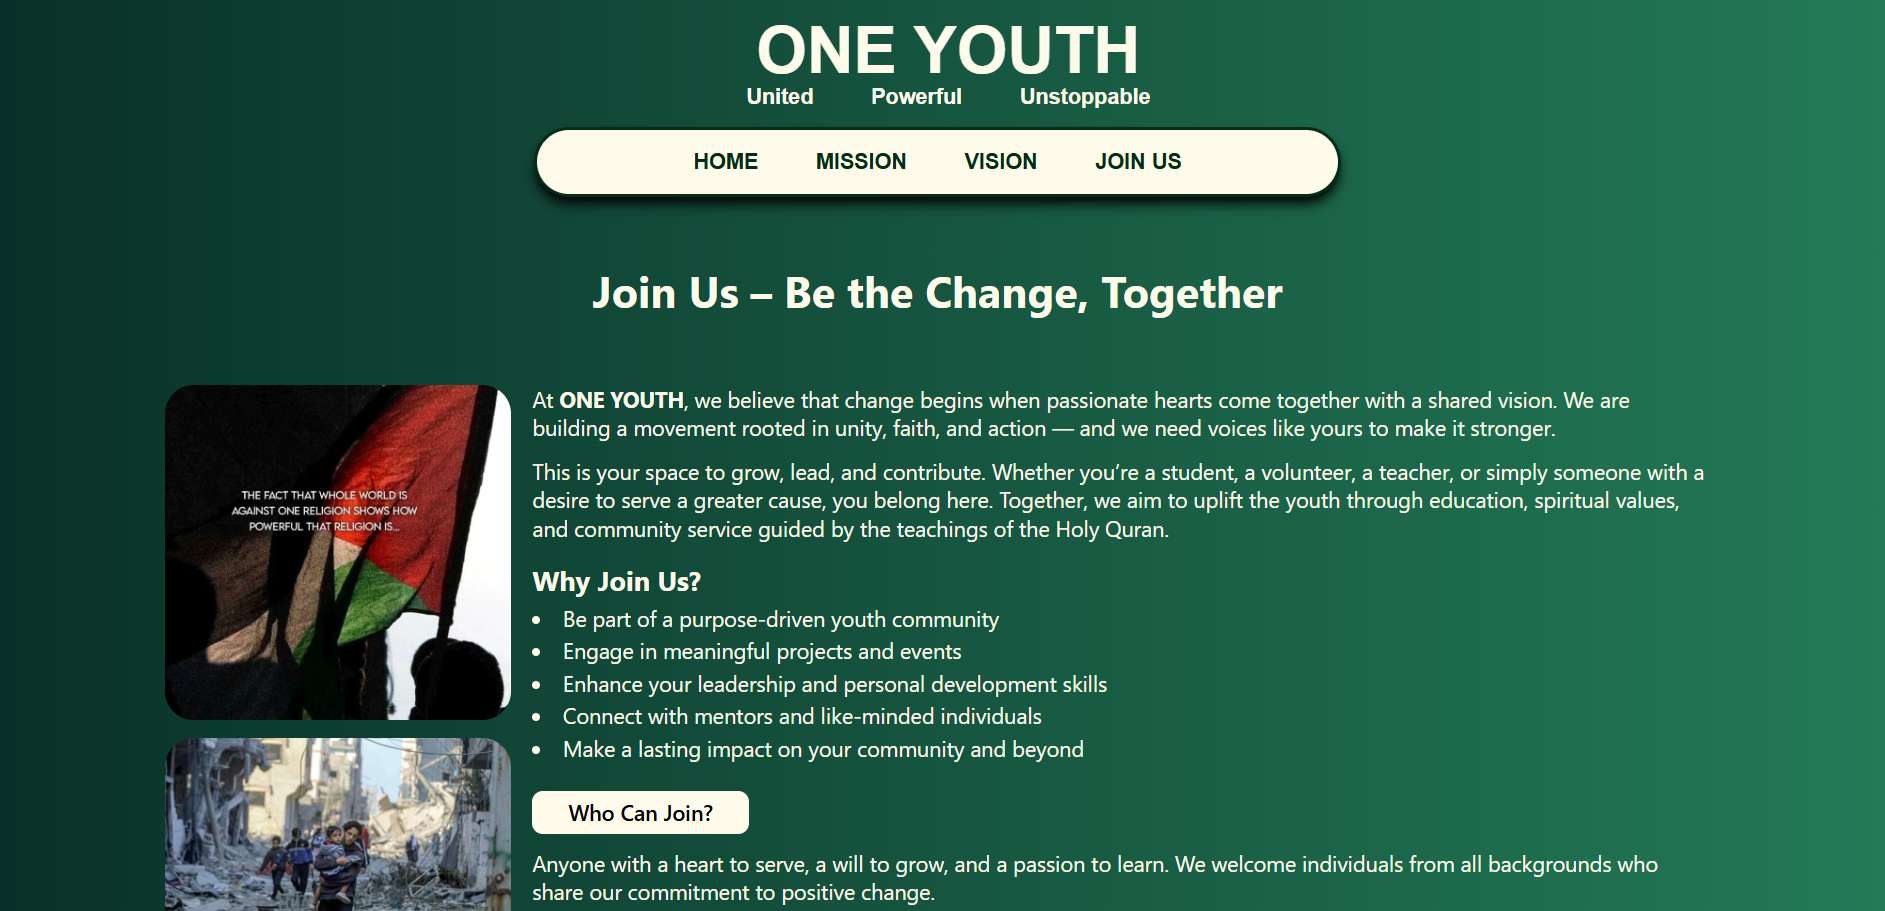 ONE YOUTH
United Powerful Unstoppable
HOME MISSION VISION JOIN US
Join Us – Be the Change, Together
THE FACT THAT WHOLE WORLD IS
AGAINST ONE RELIGION SHOWS HOW
POWERFUL THAT RELIGION IS...
At ONE YOUTH, we believe that change begins when passionate hearts come together with a shared vision. We are
building a movement rooted in unity, faith, and action — and we need voices like yours to make it stronger.
This is your space to grow, lead, and contribute. Whether you’re a student, a volunteer, a teacher, or simply someone with a
desire to serve a greater cause, you belong here. Together, we aim to uplift the youth through education, spiritual values,
and community service guided by the teachings of the Holy Quran.
Why Join Us?
• Be part of a purpose-driven youth community
• Engage in meaningful projects and events
• Enhance your leadership and personal development skills
• Connect with mentors and like-minded individuals
• Make a lasting impact on your community and beyond
Who Can Join?
Anyone with a heart to serve, a will to grow, and a passion to learn. We welcome individuals from all backgrounds who
share our commitment to positive change.